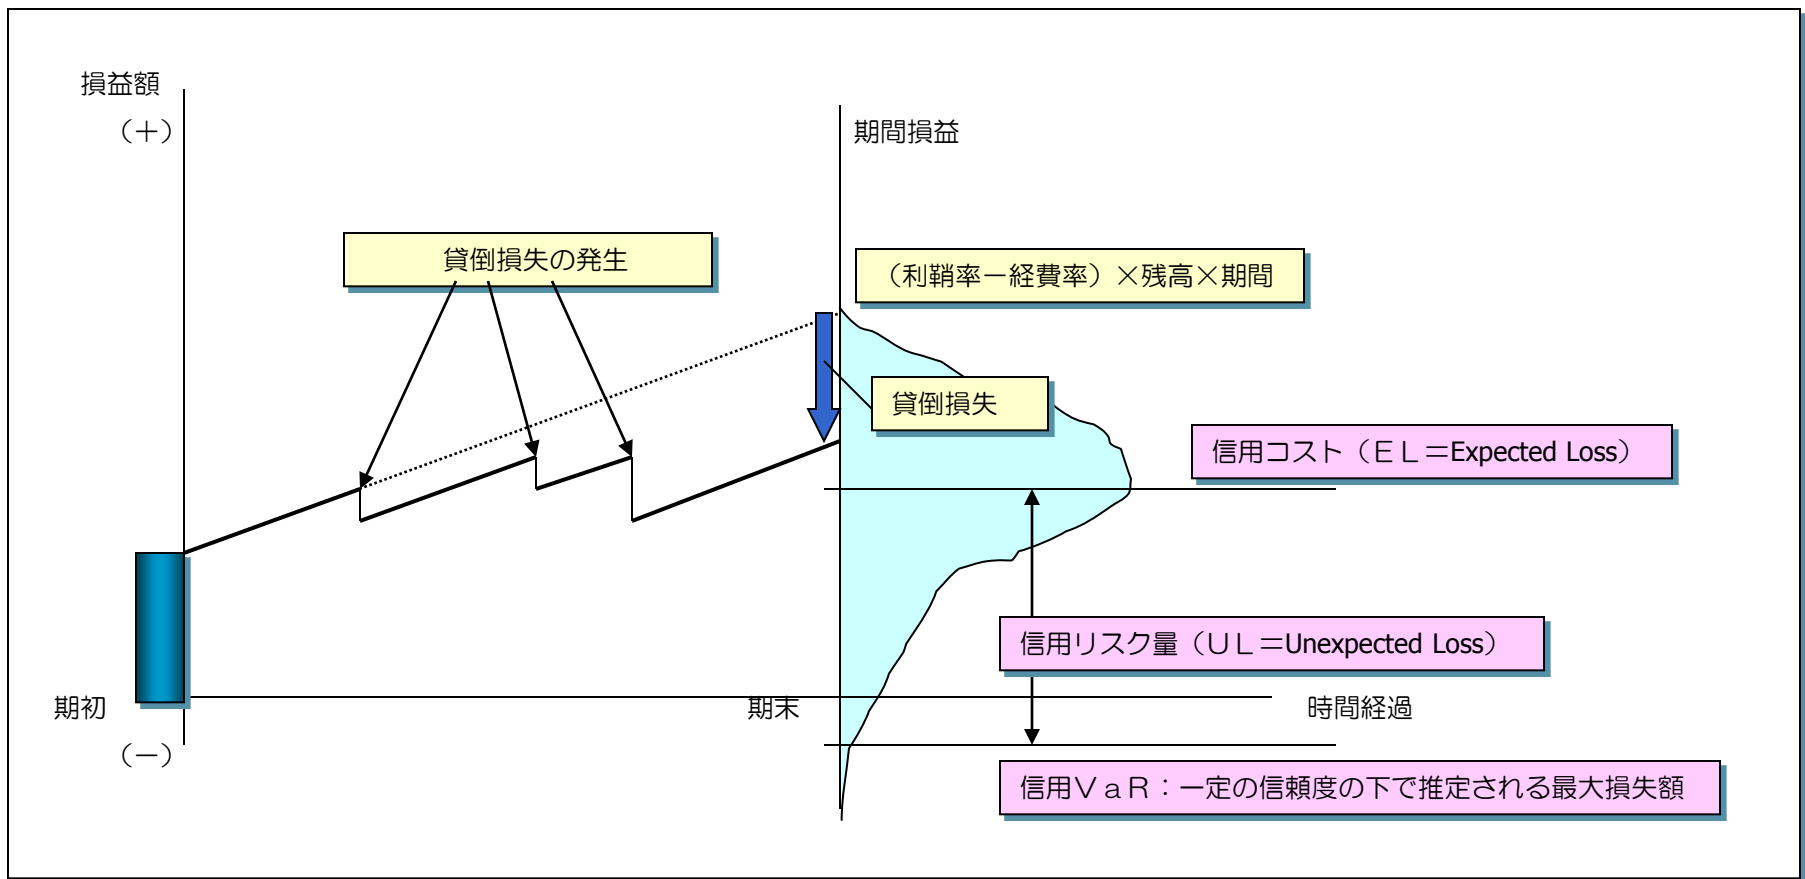 損益額
（＋）
期間損益
貸倒損失の発生
（利鞘率－経費率）×残高×期間
貸倒損失
信用コスト（ＥＬ＝Expected Loss）
信用リスク量（ＵＬ＝Unexpected Loss）
期初
期末
時間経過
（－）
信用ＶａＲ：一定の信頼度の下で推定される最大損失額